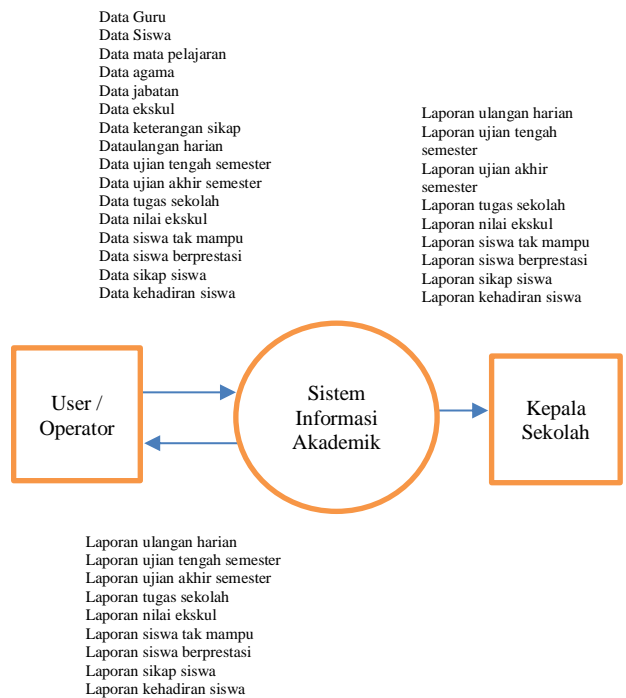 Data Guru
Data Siswa
Data mata pelajaran
Data agama
Data jabatan
Data ekskul
Data keterangan sikap
Dataulangan harian
Data ujian tengah semester
Data ujian akhir semester
Data tugas sekolah
Data nilai ekskul
Data siswa tak mampu
Data siswa berprestasi
Data sikap siswa
Data kehadiran siswa
Laporan ulangan harian
Laporan ujian tengah
semester
Laporan ujian akhir
semester
Laporan tugas sekolah
Laporan nilai ekskul
Laporan siswa tak mampu
Laporan siswa berprestasi
Laporan sikap siswa
Laporan kehadiran siswa
User /
Operator
Sistem
Informasi
Akademik
Kepala
Sekolah
Laporan ulangan harian
Laporan ujian tengah semester
Laporan ujian akhir semester
Laporan tugas sekolah
Laporan nilai ekskul
Laporan siswa tak mampu
Laporan siswa berprestasi
Laporan sikap siswa
Laporan kehadiran siswa